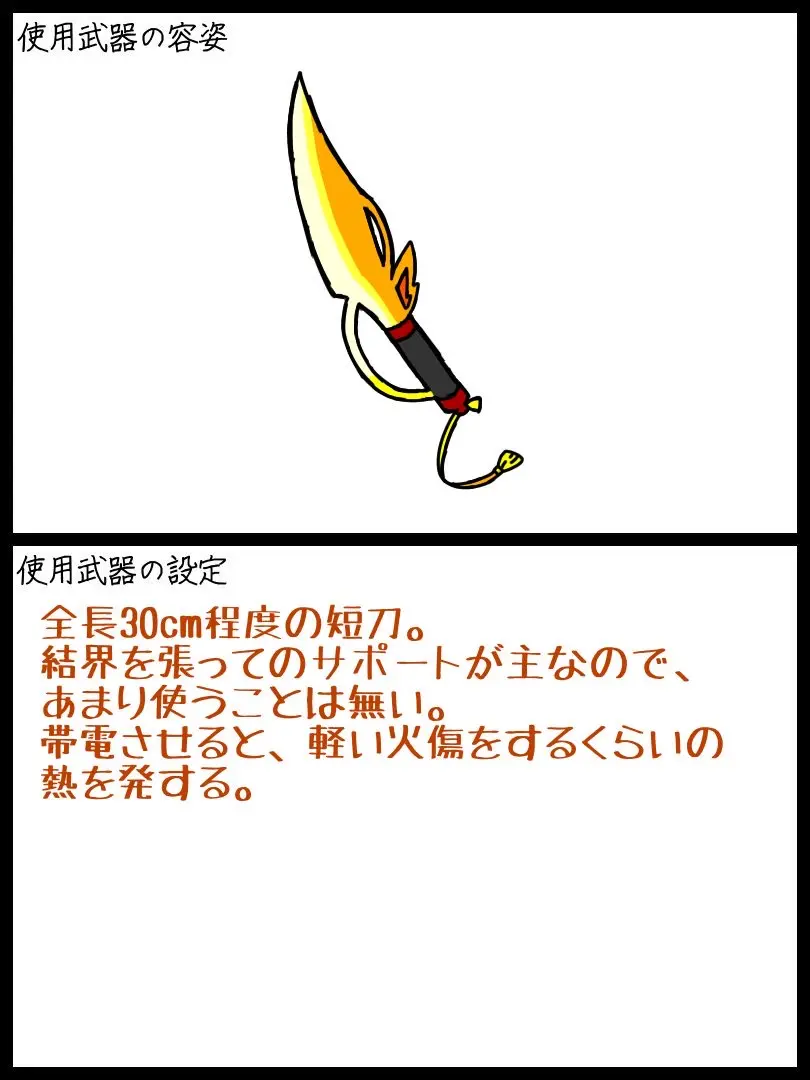 使用武器の容姿
使用武器の設定
全長30cm程度の短刀。
結界を張ってのサポートが主なので、
あまり使うことは無い。
帯電させると、軽い火傷をするくらいの
熱を発する。